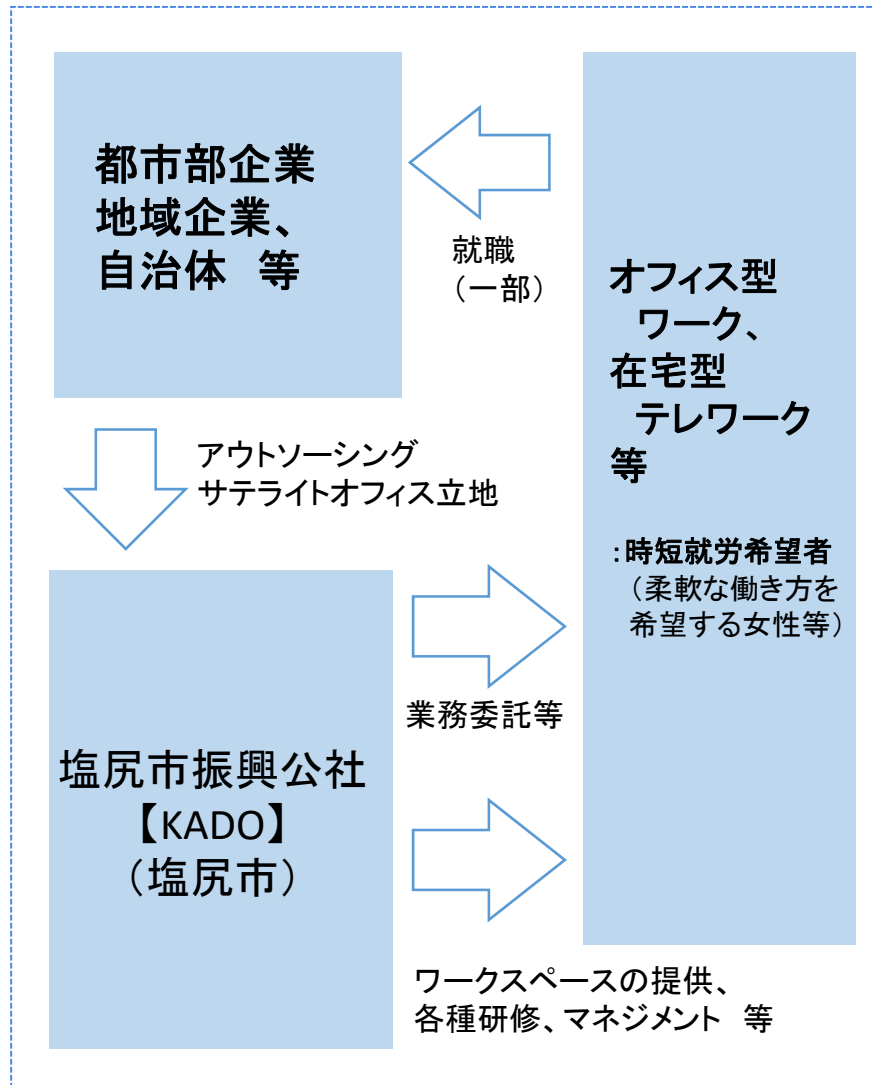 都市部企業
地域企業、
自治体　等
就職
（一部）
オフィス型
ワーク、
在宅型
テレワーク
等
：時短就労希望者
（柔軟な働き方を
希望する女性等）
アウトソーシング
サテライトオフィス立地
業務委託等
塩尻市振興公社
【KADO】
（塩尻市）
ワークスペースの提供、
各種研修、マネジメント　等